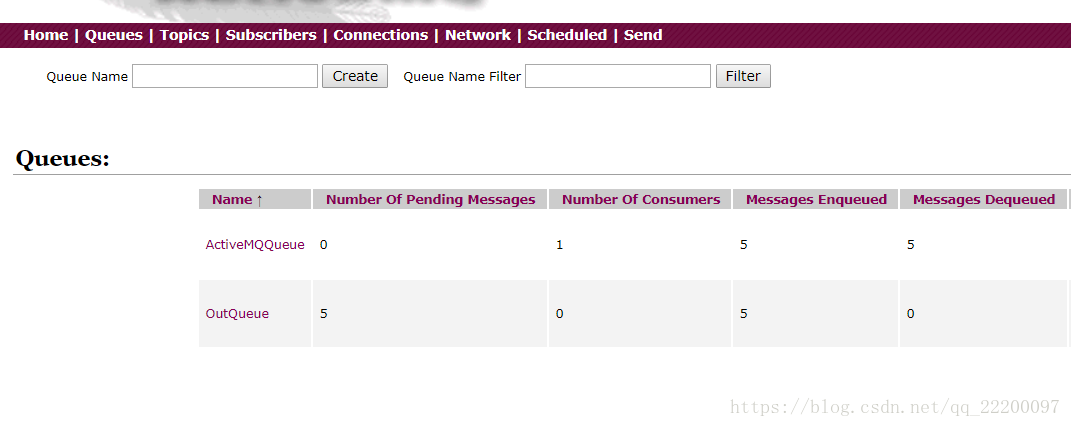 Home | Queues | Topics | Subscribers | Connections | Network | Scheduled | Send
Queue Name Create Queue Name Filter Filter
Queues:
Name ↑ Number Of Pending Messages Number Of Consumers Messages Enqueued Messages Dequeued
ActiveMQQueue 0 1 5 5
OutQueue 5 0 5 0
https://blog.csdn.net/qq_22200097